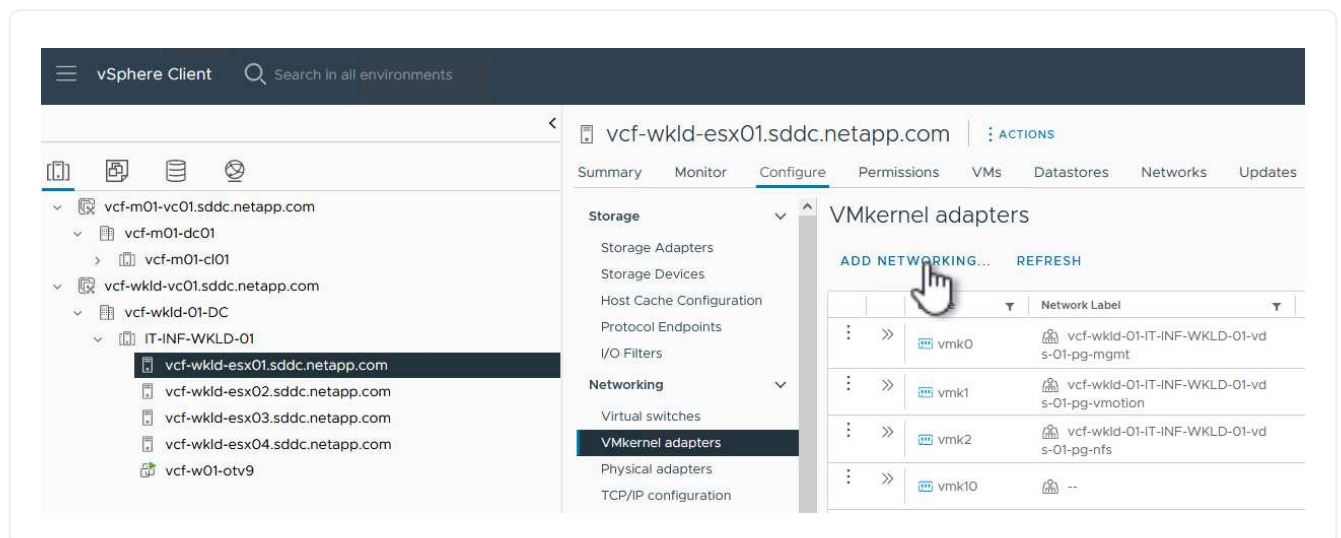 vSphere Client
Search in all environments
vcf-m01-vc01.sddc.netapp.com
vcf-m01-dc01
vcf-m01-cl01
vcf-wkld-vc01.sddc.netapp.com
vcf-wkld-01-DC
IT-INF-WKLD-01
vcf-wkld-esx01.sddc.netapp.com
vcf-wkld-esx02.sddc.netapp.com
vcf-wkld-esx03.sddc.netapp.com
vcf-wkld-esx04.sddc.netapp.com
vcf-w01-otv9
vcf-wkld-esx01.sddc.netapp.com
ACTIONS
Summary Monitor Configure Permissions VMs Datastores Networks Updates
Storage
Storage Adapters
Storage Devices
Host Cache Configuration
Protocol Endpoints
I/O Filters
Networking
Virtual switches
VMkernel adapters
Physical adapters
TCP/IP configuration
VMkernel adapters
ADD NETWORKING... REFRESH
Network Label
vmk0 vcf-wkld-01-IT-INF-WKLD-01-vd
s-01-pg-mgmt
vmk1 vcf-wkld-01-IT-INF-WKLD-01-vd
s-01-pg-vmotion
vmk2 vcf-wkld-01-IT-INF-WKLD-01-vd
s-01-pg-nfs
vmk10 --